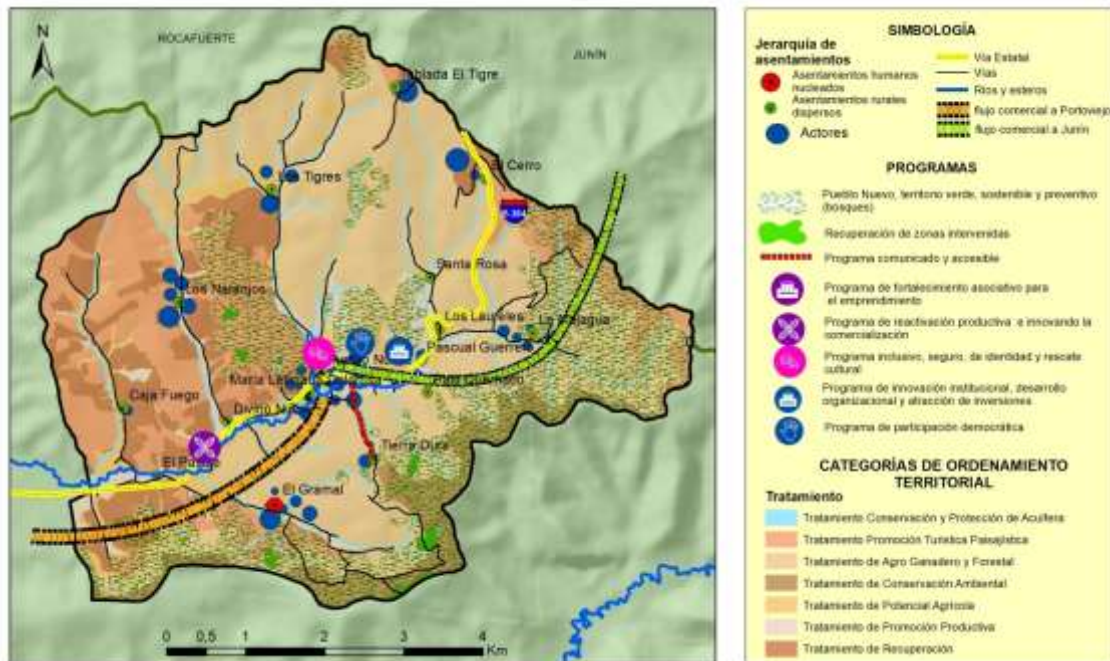 N
ROCAFUERTE
JUNÍN
blada El Tigre
El Cerro
Los Tigres
Santa Rosa
Los Naranjos
Los Laureles
Pascual Guerrero
Caja Fuego
Tierra Dura
El Gramal
0 0,5 1 2 3 4
Km
SIMBOLOGÍA
Jerarquía de
asentamientos
Asentamientos humanos
nucleados
Asentamientos rurales
dispersos
Actores
Vía Estatal
Vías
Ríos y esteros
flujo comercial a Portoviejo
flujo comercial a Junín
PROGRAMAS
Pueblo Nuevo, territorio verde, sostenible y preventivo
(bosques)
Recuperación de zonas intervenidas
Programa comunicado y accesible
Programa de fortalecimiento asociativo para
el emprendimiento
Programa de reactivación productiva e innovando la
comercialización
Programa inclusivo, seguro, de identidad y rescate
cultural
Programa de innovación institucional, desarrollo
organizacional y atracción de inversiones
Programa de participación democrática
CATEGORÍAS DE ORDENAMIENTO
TERRITORIAL
Tratamiento
Tratamiento Conservación y Protección de Acuífera
Tratamiento Promoción Turística Paisajística
Tratamiento de Agro Ganadero y Forestal
Tratamiento de Conservación Ambiental
Tratamiento de Potencial Agrícola
Tratamiento de Promoción Productiva
Tratamiento de Recuperación